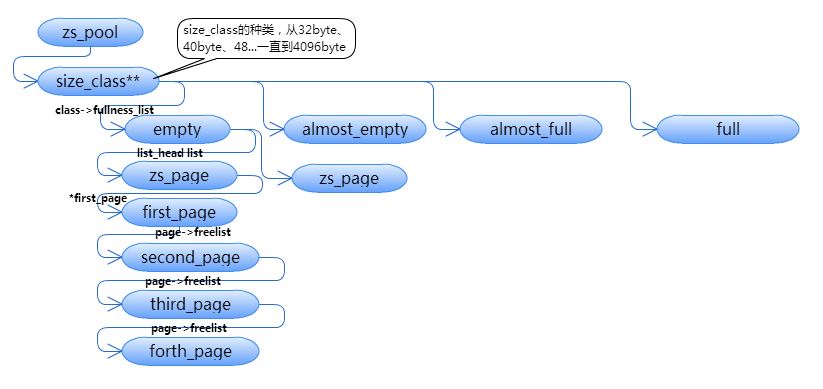 zs_pool
size_class的种类，从32byte、
40byte、48...一直到4096byte
size_class**
class->fullness_list
empty
almost_empty
almost_full
full
list_head list
zs_page
zs_page
*first_page
first_page
page->freelist
second_page
page->freelist
third_page
page->freelist
forth_page